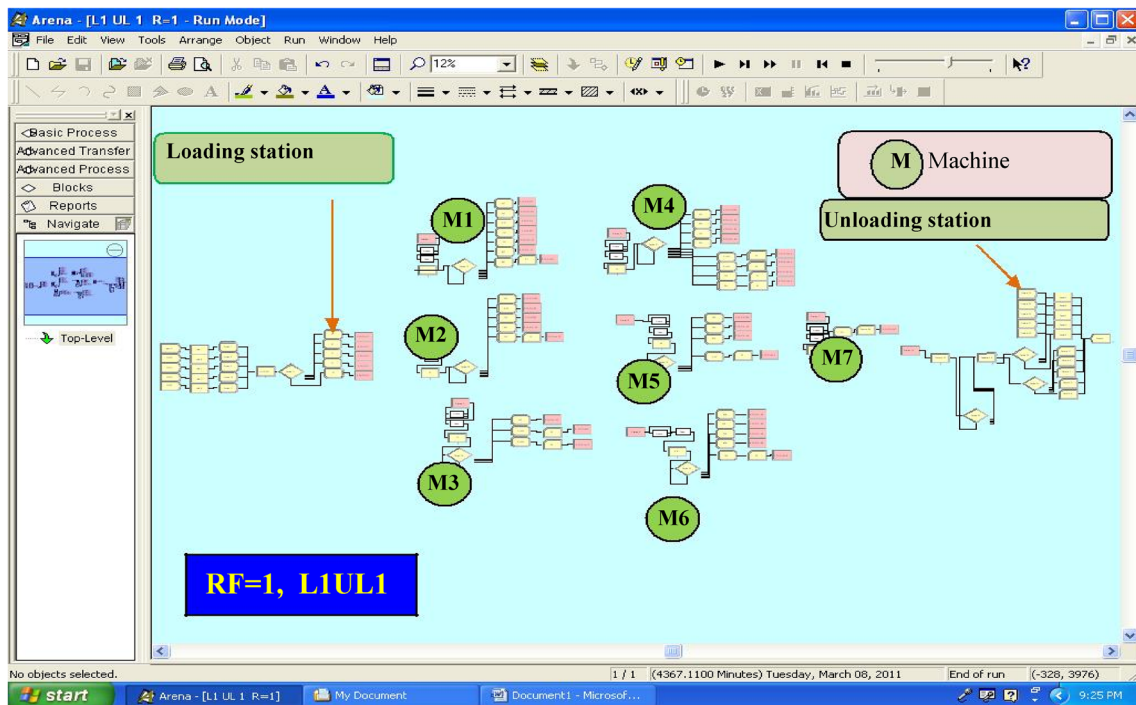 Arena - [L1 UL 1 R=1 - Run Mode]
File Edit View Tools Arrange Object Run Window Help
12%
Basic Process
Advanced Transfer
Advanced Process
Blocks
Reports
Navigate
Top-Level
Loading station
M Machine
Unloading station
M1
M4
M2
M5
M7
M3
M6
RF=1, L1UL1
No objects selected.
1 / 1
(4367.1100 Minutes) Tuesday, March 08, 2011
End of run
(-328, 3976)
start
Arena - [L1 UL 1 R=1]
My Document
Document1 - Microsof...
9:25 PM